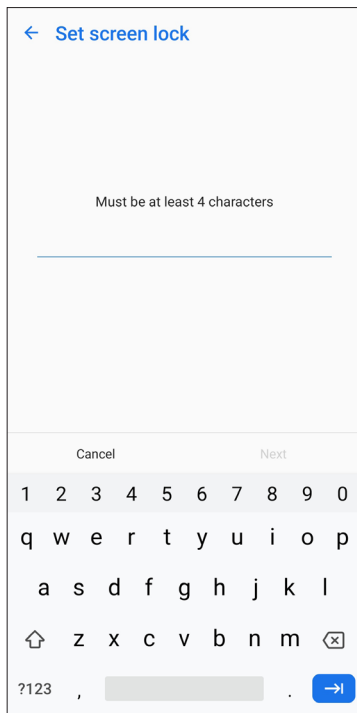 Set screen lock
Must be at least 4 characters
Cancel Next
1 2 3 4 5 6 7 8 9 0
q w e r t y u i o p
a s d f g h j k l
z x c v b n m
?123 , .